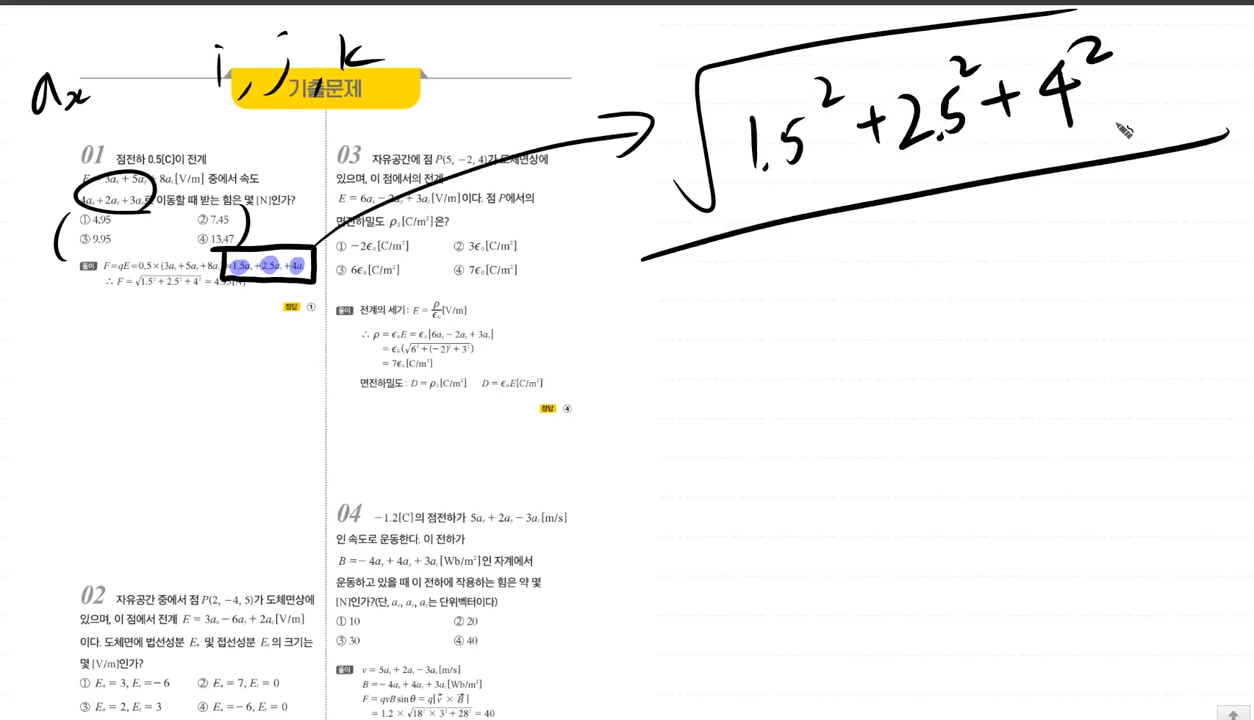 i, j, k
aₓ
기출문제
√1.5² + 2.5² + 4²
01 점전하 0.5[C]이 전계
3aₓ + 5aᵧ + 8a_z[V/m] 중에서 속도
4aₓ + 2aᵧ + 3a_z로 이동할 때 받는 힘은 몇 [N]인가?
① 4.95 ② 7.45
③ 9.95 ④ 13.47
풀이 F=qE=0.5×(3aₓ+5aᵧ+8a_z)=1.5aₓ+2.5aᵧ+4a_z
∴ F = √1.5² + 2.5² + 4² = 4.95[N]
정답 ①
02 자유공간 중에서 점 P(2, −4, 5)가 도체면상에
있으며, 이 점에서 전계 E = 3aₓ − 6aᵧ + 2a_z[V/m]
이다. 도체면에 법선성분 Eₙ 및 접선성분 Eₜ의 크기는
몇 [V/m]인가?
① Eₙ = 3, Eₜ = −6 ② Eₙ = 7, Eₜ = 0
③ Eₙ = 2, Eₜ = 3 ④ Eₙ = −6, Eₜ = 0
03 자유공간에 점 P(5, −2, 4)가 도체면상에
있으며, 이 점에서의 전계
E = 6aₓ − 2aᵧ + 3a_z[V/m]이다. 점 P에서의
면전하밀도 ρₛ[C/m²]은?
① −2ε₀[C/m²] ② 3ε₀[C/m²]
③ 6ε₀[C/m²] ④ 7ε₀[C/m²]
풀이 전계의 세기: E = ρ/ε₀[V/m]
∴ ρ = ε₀E = ε₀|6aₓ − 2aᵧ + 3a_z|
= ε₀(√6² + (−2)² + 3²)
= 7ε₀[C/m²]
면전하밀도: D = ρₛ[C/m²] D = ε₀E[C/m²]
정답 ④
04 −1.2[C]의 점전하가 5aₓ + 2aᵧ − 3a_z[m/s]
인 속도로 운동한다. 이 전하가
B = − 4aₓ + 4aᵧ + 3a_z[Wb/m²]인 자계에서
운동하고 있을 때 이 전하에 작용하는 힘은 약 몇
[N]인가?(단, aₓ, aᵧ, a_z는 단위벡터이다)
① 10 ② 20
③ 30 ④ 40
풀이 v = 5aₓ + 2aᵧ − 3a_z[m/s]
B = − 4aₓ + 4aᵧ + 3a_z[Wb/m²]
F = qvB sin θ = q|v⃗ × B⃗|
= 1.2 × √18² × 3² + 28² = 40